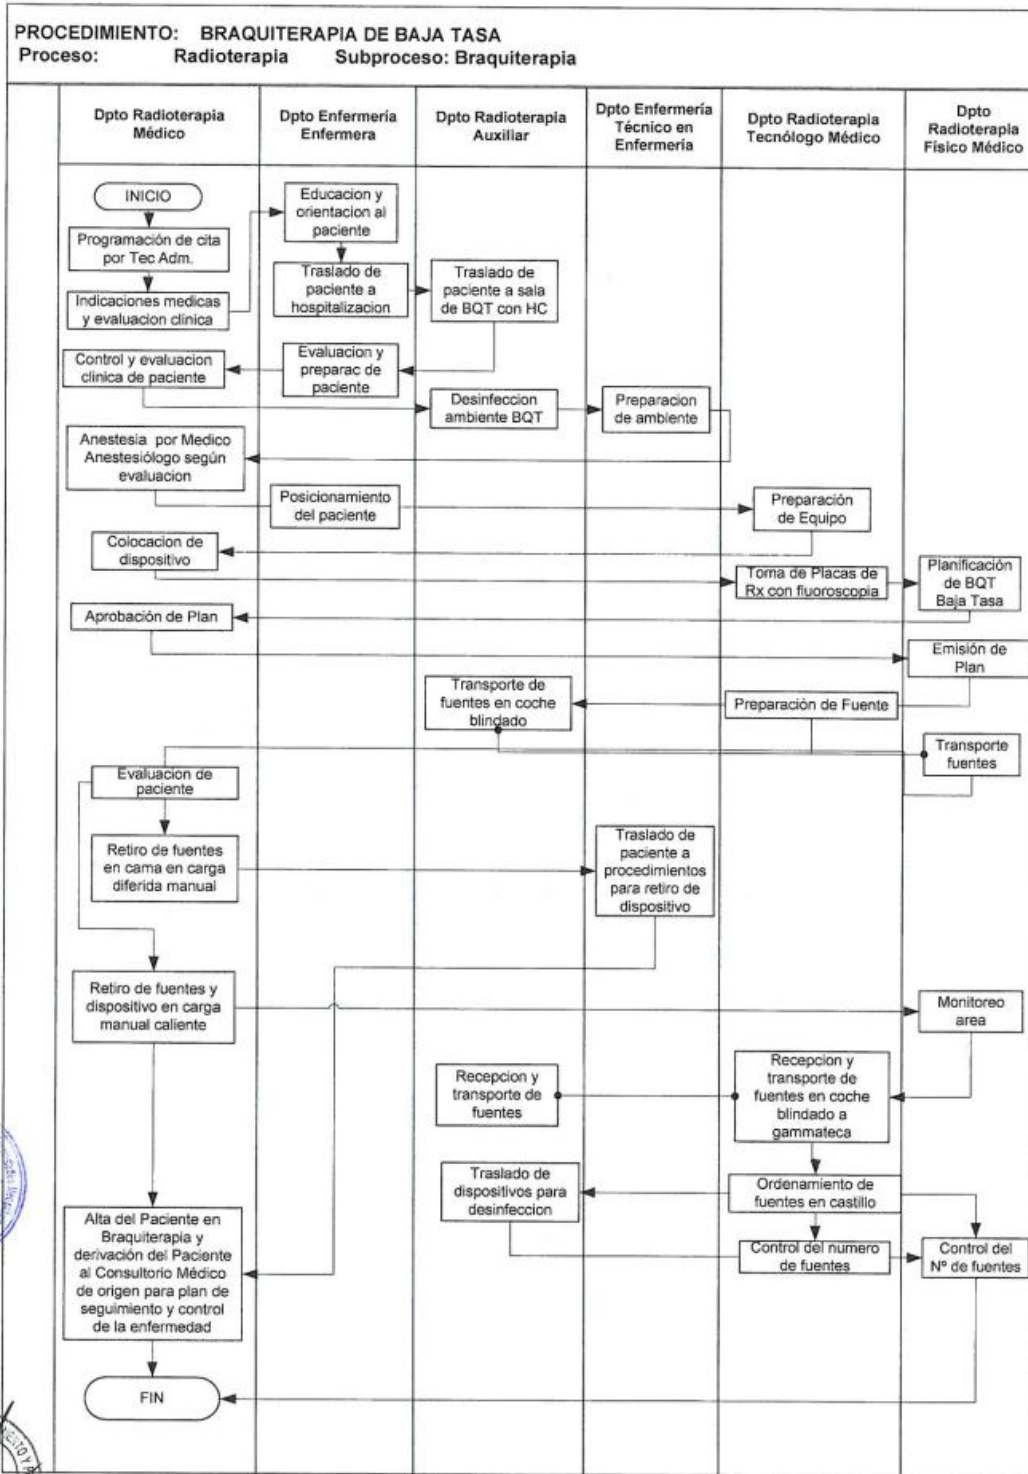 PROCEDIMIENTO: BRAQUITERAPIA DE BAJA TASA
Proceso: Radioterapia Subproceso: Braquiterapia
Dpto Radioterapia
Médico
Dpto Enfermería
Enfermera
Dpto Radioterapia
Auxiliar
Dpto Enfermería
Técnico en
Enfermería
Dpto Radioterapia
Tecnólogo Médico
Dpto
Radioterapia
Físico Médico
INICIO
Programación de cita
por Tec Adm.
Indicaciones medicas
y evaluacion clinica
Educacion y
orientacion al
paciente
Traslado de
paciente a
hospitalizacion
Traslado de
paciente a sala
de BQT con HC
Evaluacion y
preparac de
paciente
Control y evaluacion
clinica de paciente
Desinfeccion
ambiente BQT
Preparacion
de ambiente
Anestesia por Medico
Anestesiólogo según
evaluacion
Posicionamiento
del paciente
Preparación
de Equipo
Colocacion de
dispositivo
Toma de Placas de
Rx con fluoroscopia
Planificación
de BQT
Baja Tasa
Aprobación de Plan
Emisión de
Plan
Preparación de Fuente
Transporte de
fuentes en coche
blindado
Transporte
fuentes
Evaluacion de
paciente
Retiro de fuentes
en cama en carga
diferida manual
Traslado de
paciente a
procedimientos
para retiro de
dispositivo
Retiro de fuentes y
dispositivo en carga
manual caliente
Monitoreo
area
Recepcion y
transporte de
fuentes en coche
blindado a
gammateca
Recepcion y
transporte de
fuentes
Ordenamiento de
fuentes en castillo
Traslado de
dispositivos para
desinfeccion
Control del numero
de fuentes
Control del
Nº de fuentes
Alta del Paciente en
Braquiterapia y
derivación del Paciente
al Consultorio Médico
de origen para plan de
seguimiento y control
de la enfermedad
FIN